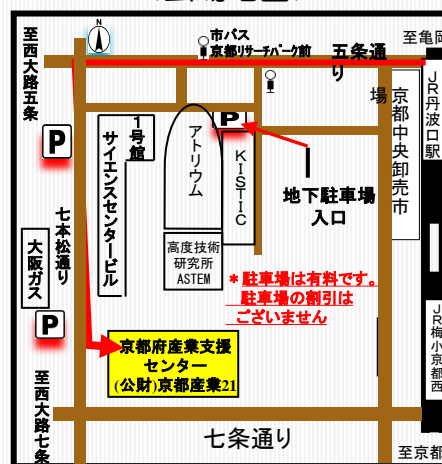 N
至西大路五条
市バス
京都リサーチパーク前
五条通り
至亀岡
P
1号館
サイエンスセンタービル
アトリウム
P
KISTIC
地下駐車場
入口
京都中央卸売市場
JR丹波口駅
七本松通り
大阪ガス
高度技術
研究所
ASTEM
*駐車場は有料です。
駐車場の割引は
ございません
P
京都府産業支援
センター
(公財)京都産業21
JR梅小京都西
至西大路七条
七条通り
至京都